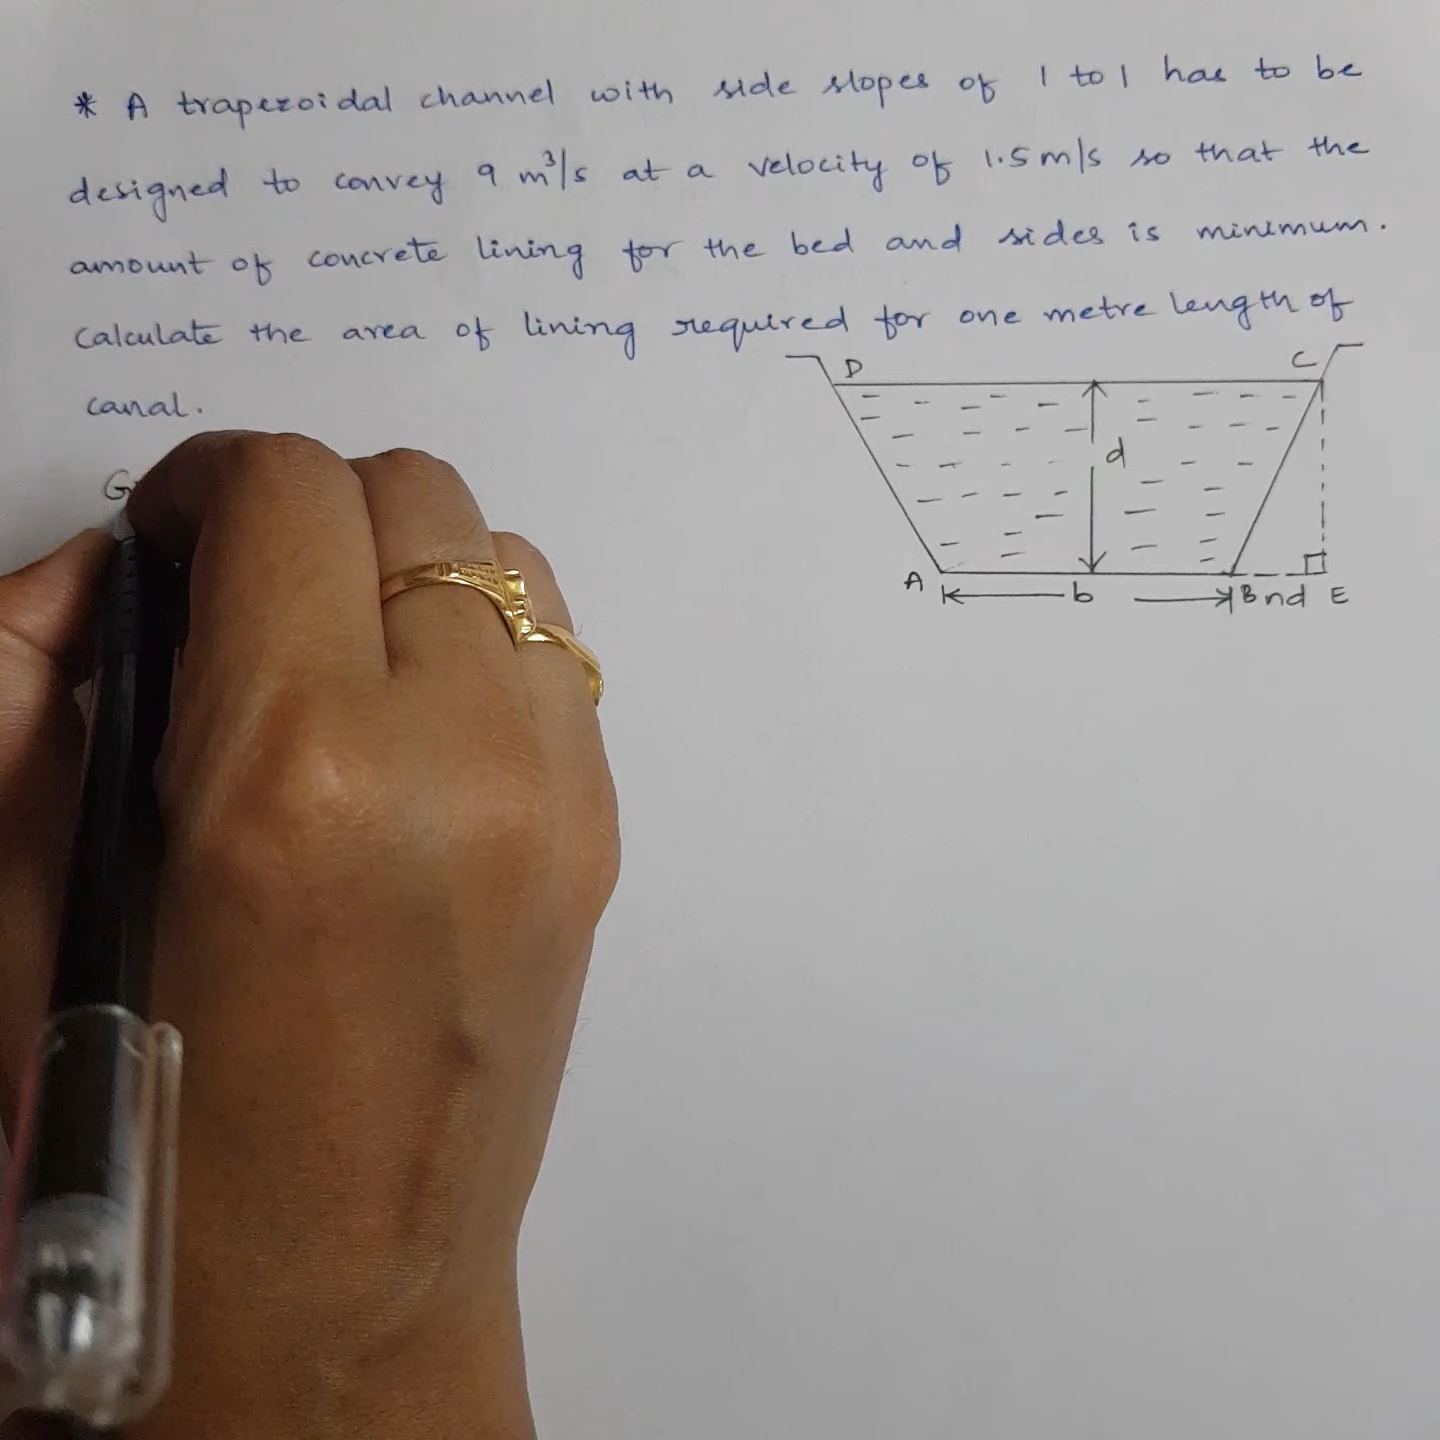 * A trapezoidal channel with side slopes of 1 to 1 has to be
designed to convey 9 m³/s at a velocity of 1.5 m/s so that the
amount of concrete lining for the bed and sides is minimum.
Calculate the area of lining required for one metre length of
canal.
D C
d
A b B nd E